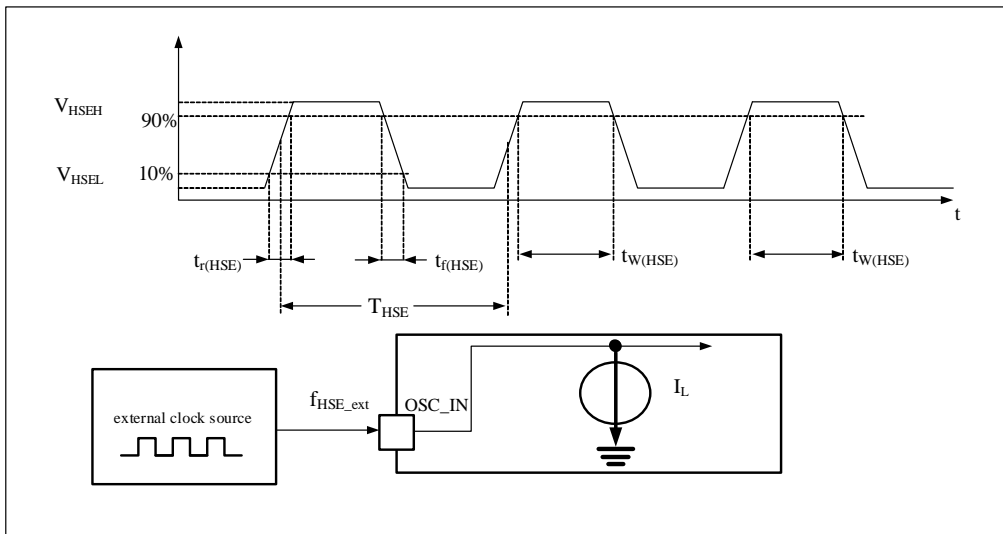 V_HSEH
90%
V_HSEL
10%
t
t_r(HSE)
t_f(HSE)
t_W(HSE)
t_W(HSE)
T_HSE
external clock source
f_HSE_ext
OSC_IN
I_L